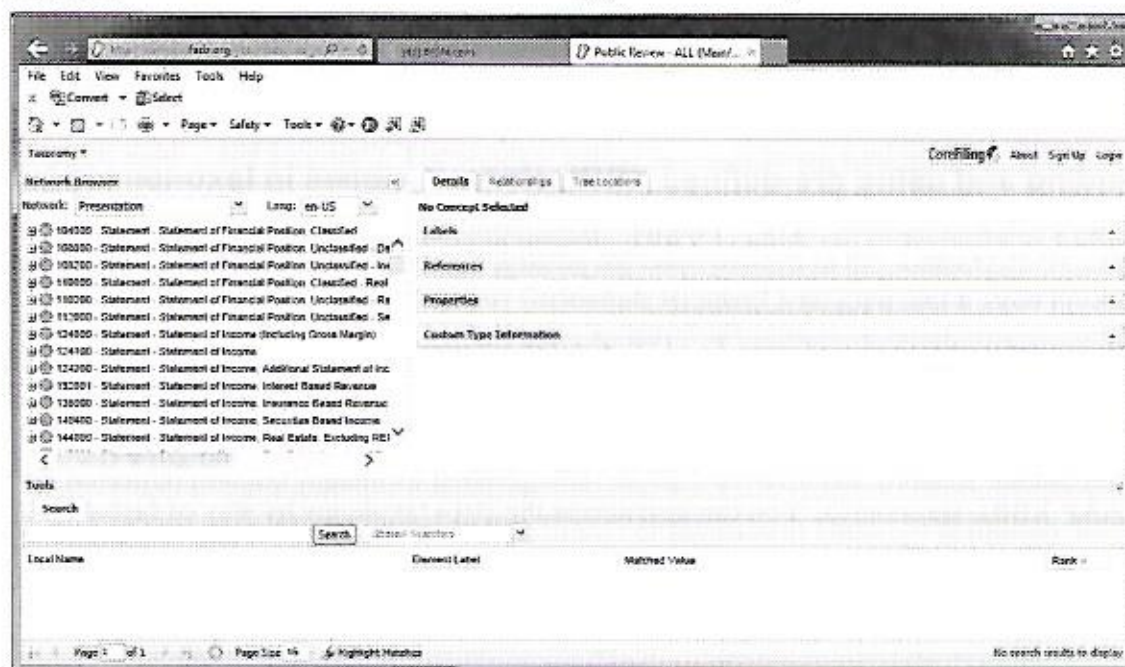 fasb.org
Public Review - ALL (Main/...
File Edit View Favorites Tools Help
x Convert Select
Page Safety Tools
Taxonomy
CoreFiling About Sign Up Login
Network Browser
Details Relationships Tree Locations
Network: Presentation Lang: en-US
No Concept Selected
104000 - Statement - Statement of Financial Position, Classified
Labels
108000 - Statement - Statement of Financial Position, Unclassified - De
108200 - Statement - Statement of Financial Position, Unclassified - Ins
References
110000 - Statement - Statement of Financial Position, Classified - Real
110200 - Statement - Statement of Financial Position, Unclassified - Re
Properties
112000 - Statement - Statement of Financial Position, Unclassified - Se
124000 - Statement - Statement of Income (Including Gross Margin)
Custom Type Information
124100 - Statement - Statement of Income
Statement - Statement of Income, Additional Statement of Inc
Statement - Statement of Income, Interest Based Revenue
136000 - Statement - Statement of Income, Insurance Based Revenue
140400 - Statement - Statement of Income, Securities Based Income
144000 - Statement - Statement of Income, Real Estate, Excluding REI
Tools
Search
Search
Local Name Element Label Matched Value Rank
Page 1 of 1 Page Size Highlight Matches No search results to display